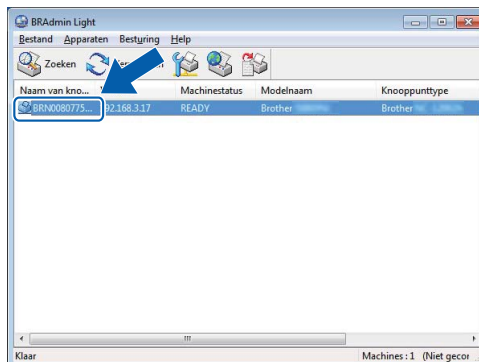 BRAdmin Light
Bestand Apparaten Besturing Help
Zoeken
Naam van kno... Machinestatus Modelnaam Knooppunttype
BRN0080775... 192.168.3.17 READY Brother Brother
Klaar Machines : 1 (Niet gecor